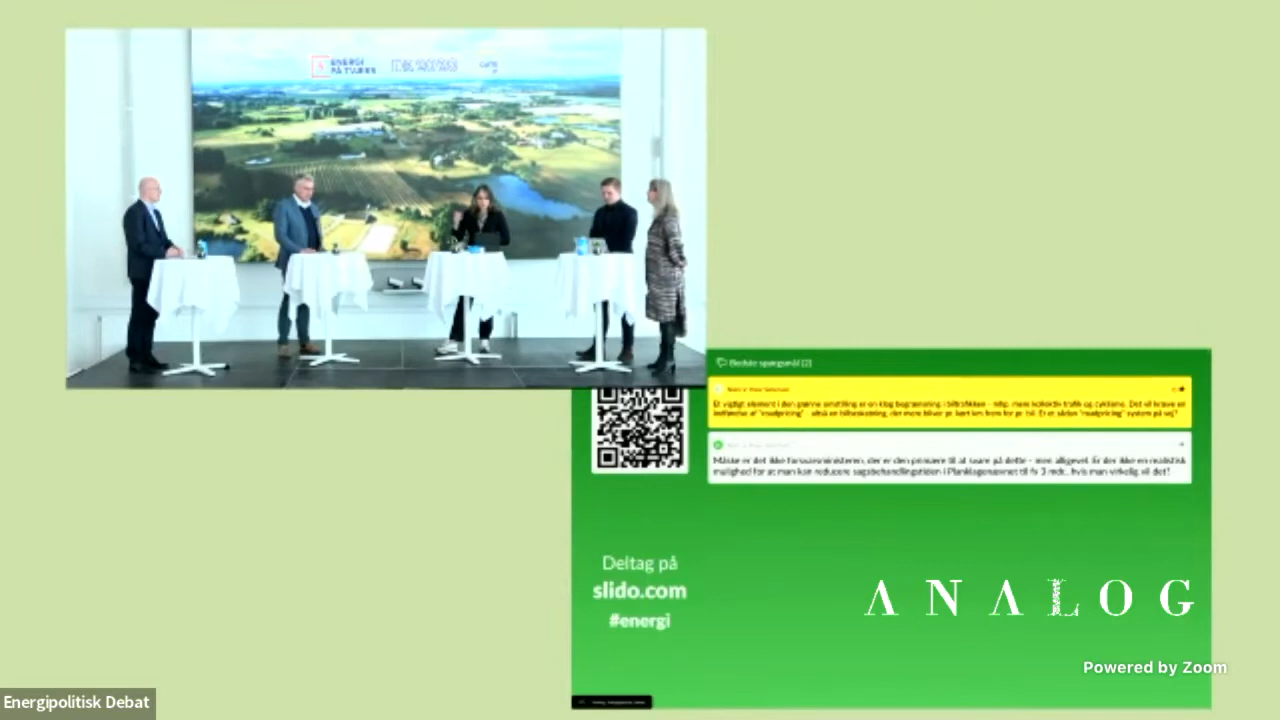 ENERGI
PÅ TVÆRS
Bedste spørgsmål (2)
Et vigtigt element i den grønne omstilling er en klog begrænsning i biltrafikken - mhp. mere kollektiv trafik og cyklisme. Det vil kræve en
indførelse af "roadpricing" - altså en bilbeskatning, der mere bliver pr. kørt km frem for pr. bil. Er et sådan "roadpricing" system på vej?
Måske er det ikke forsvarsministeren, der er den primære til at svare på dette - men alligevel: Er der ikke en realistisk
mulighed for at man kan reducere sagsbehandlingstiden i Planklagenævnet til fx 3 mdr., hvis man virkelig vil det?
Deltag på
slido.com
#energi
ANALOG
Powered by Zoom
Energipolitisk Debat